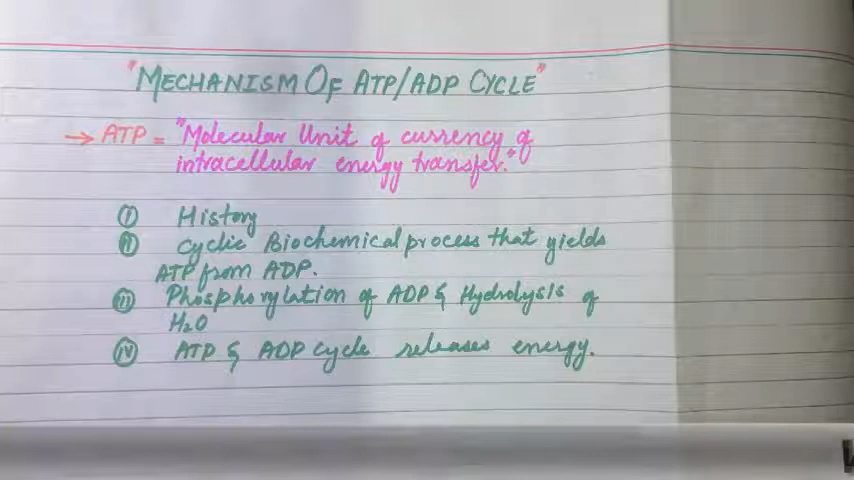 "MECHANISM OF ATP/ADP CYCLE"
→ ATP = "Molecular Unit of currency of
intracellular energy transfer."
(i) History
(ii) Cyclic Biochemical process that yields
ATP from ADP.
(iii) Phosphorylation of ADP & Hydrolysis of
H₂O
(iv) ATP & ADP cycle releases energy.